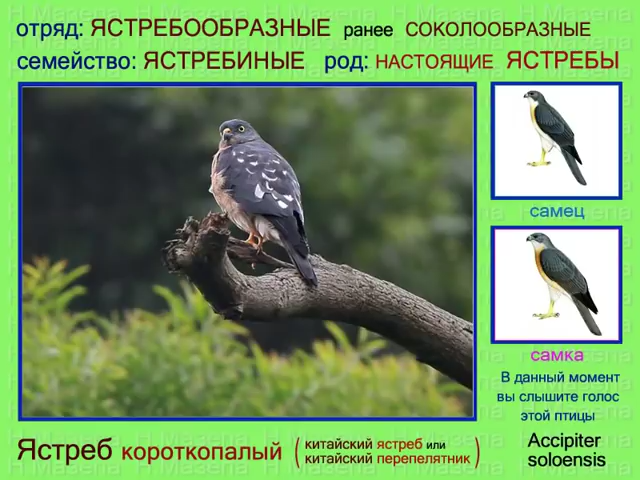 отряд: ЯСТРЕБООБРАЗНЫЕ ранее СОКОЛООБРАЗНЫЕ
семейство: ЯСТРЕБИНЫЕ род: НАСТОЯЩИЕ ЯСТРЕБЫ
самец
самка
В данный момент
вы слышите голос
этой птицы
Ястреб короткопалый ( китайский ястреб или
китайский перепелятник )
Accipiter
soloensis